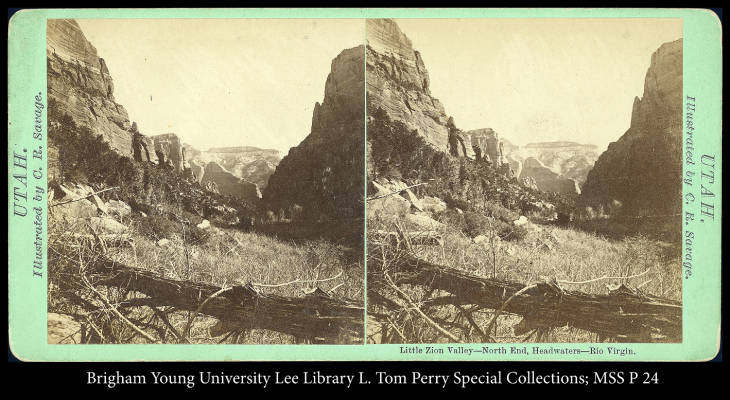 UTAH.
Illustrated by C. R. Savage.
UTAH.
Illustrated by C. R. Savage.
Little Zion Valley—North End, Headwaters—Rio Virgin.
Brigham Young University Lee Library L. Tom Perry Special Collections; MSS P 24